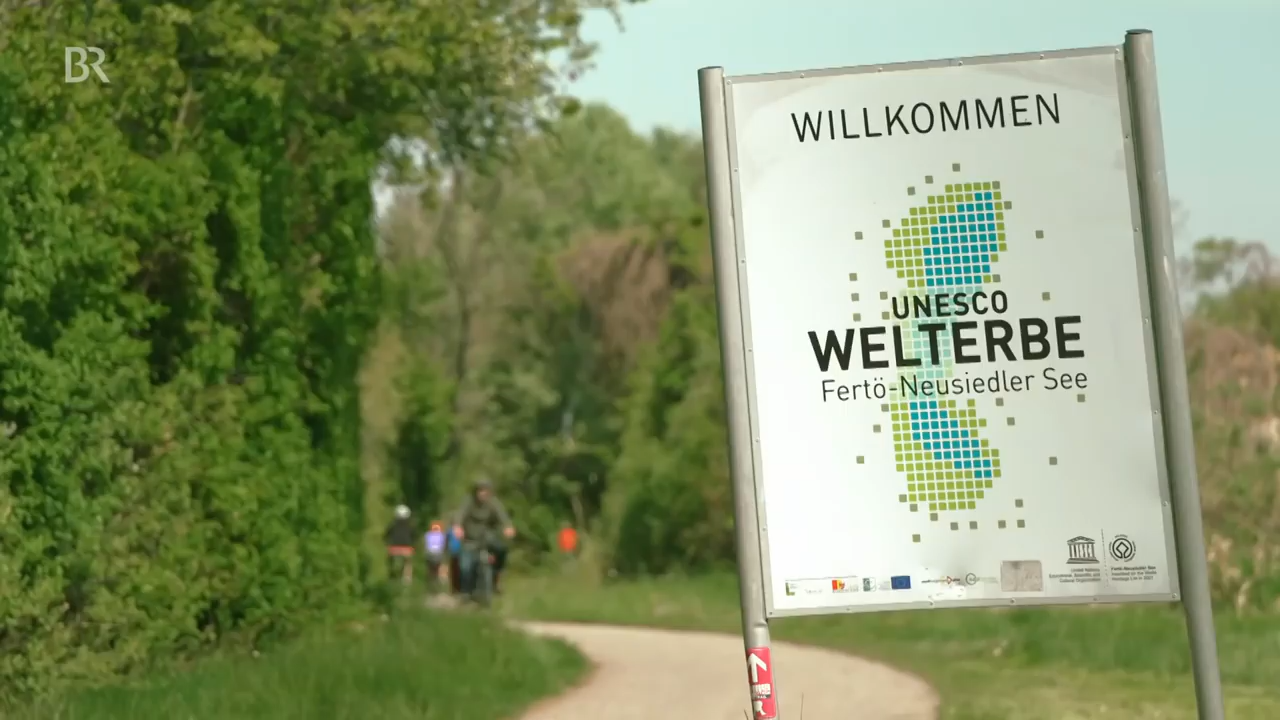 BR
WILLKOMMEN
UNESCO
WELTERBE
Fertö-Neusiedler See